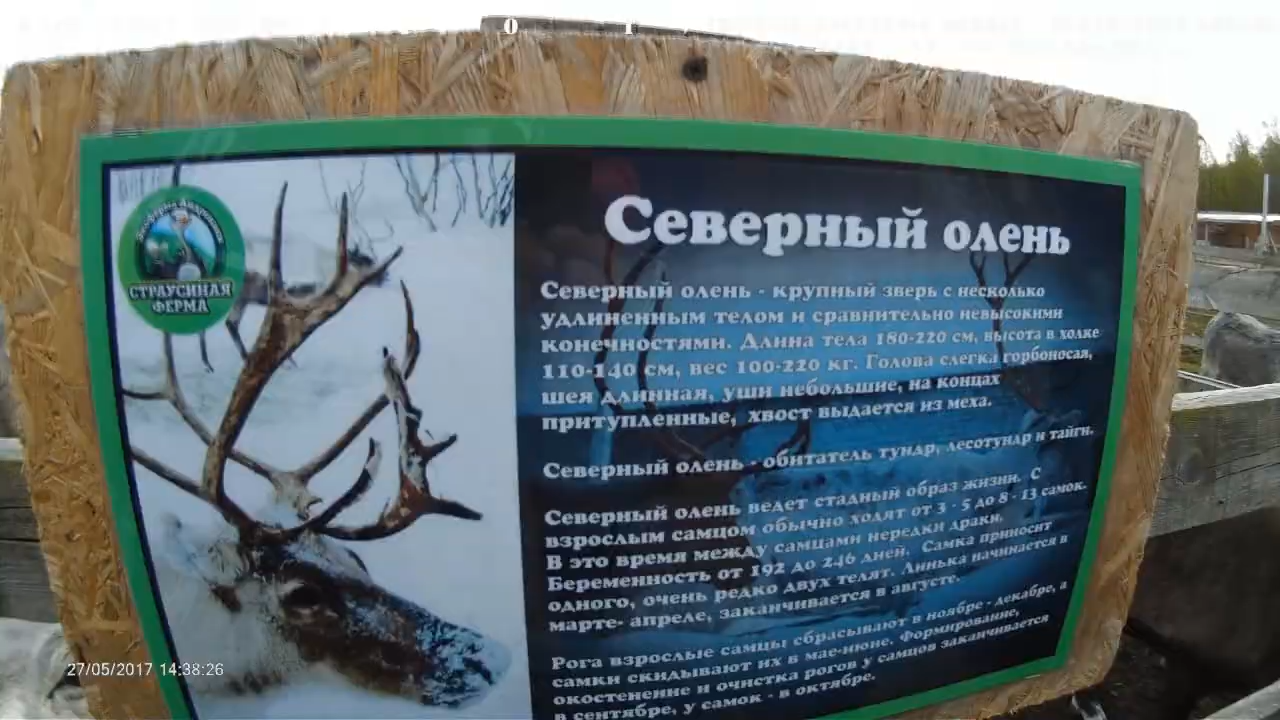 СТРАУСИНАЯ
ФЕРМА
Северный олень
Северный олень - крупный зверь с несколько
удлиненным телом и сравнительно невысокими
конечностями. Длина тела 180-220 см, высота в холке
110-140 см, вес 100-220 кг. Голова слегка горбоносая,
шея длинная, уши небольшие, на концах
притупленные, хвост выдается из меха.
Северный олень - обитатель тундр, лесотундр и тайги.
Северный олень ведет стадный образ жизни. С
взрослым самцом обычно ходят от 3 - 5 до 8 - 13 самок.
В это время между самцами нередки драки.
Беременность от 192 до 246 дней. Самка приносит
одного, очень редко двух телят. Линька начинается в
марте- апреле, заканчивается в августе.
Рога взрослые самцы сбрасывают в ноябре - декабре, а
самки скидывают их в мае-июне. Формирование,
окостенение и очистка рогов у самцов заканчивается
в сентябре, у самок - в октябре.
27/05/2017 14:38:26